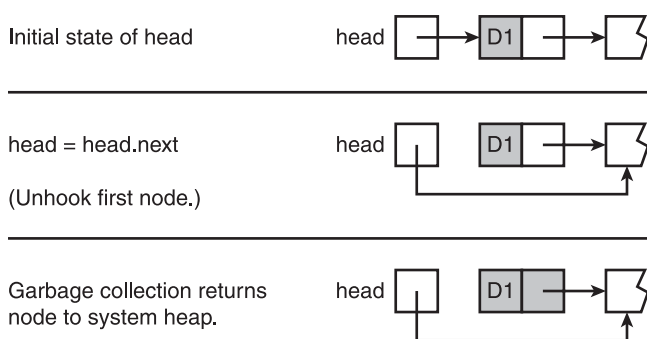 Initial state of head
head
D1
head = head.next
head
D1
(Unhook first node.)
Garbage collection returns
node to system heap.
head
D1